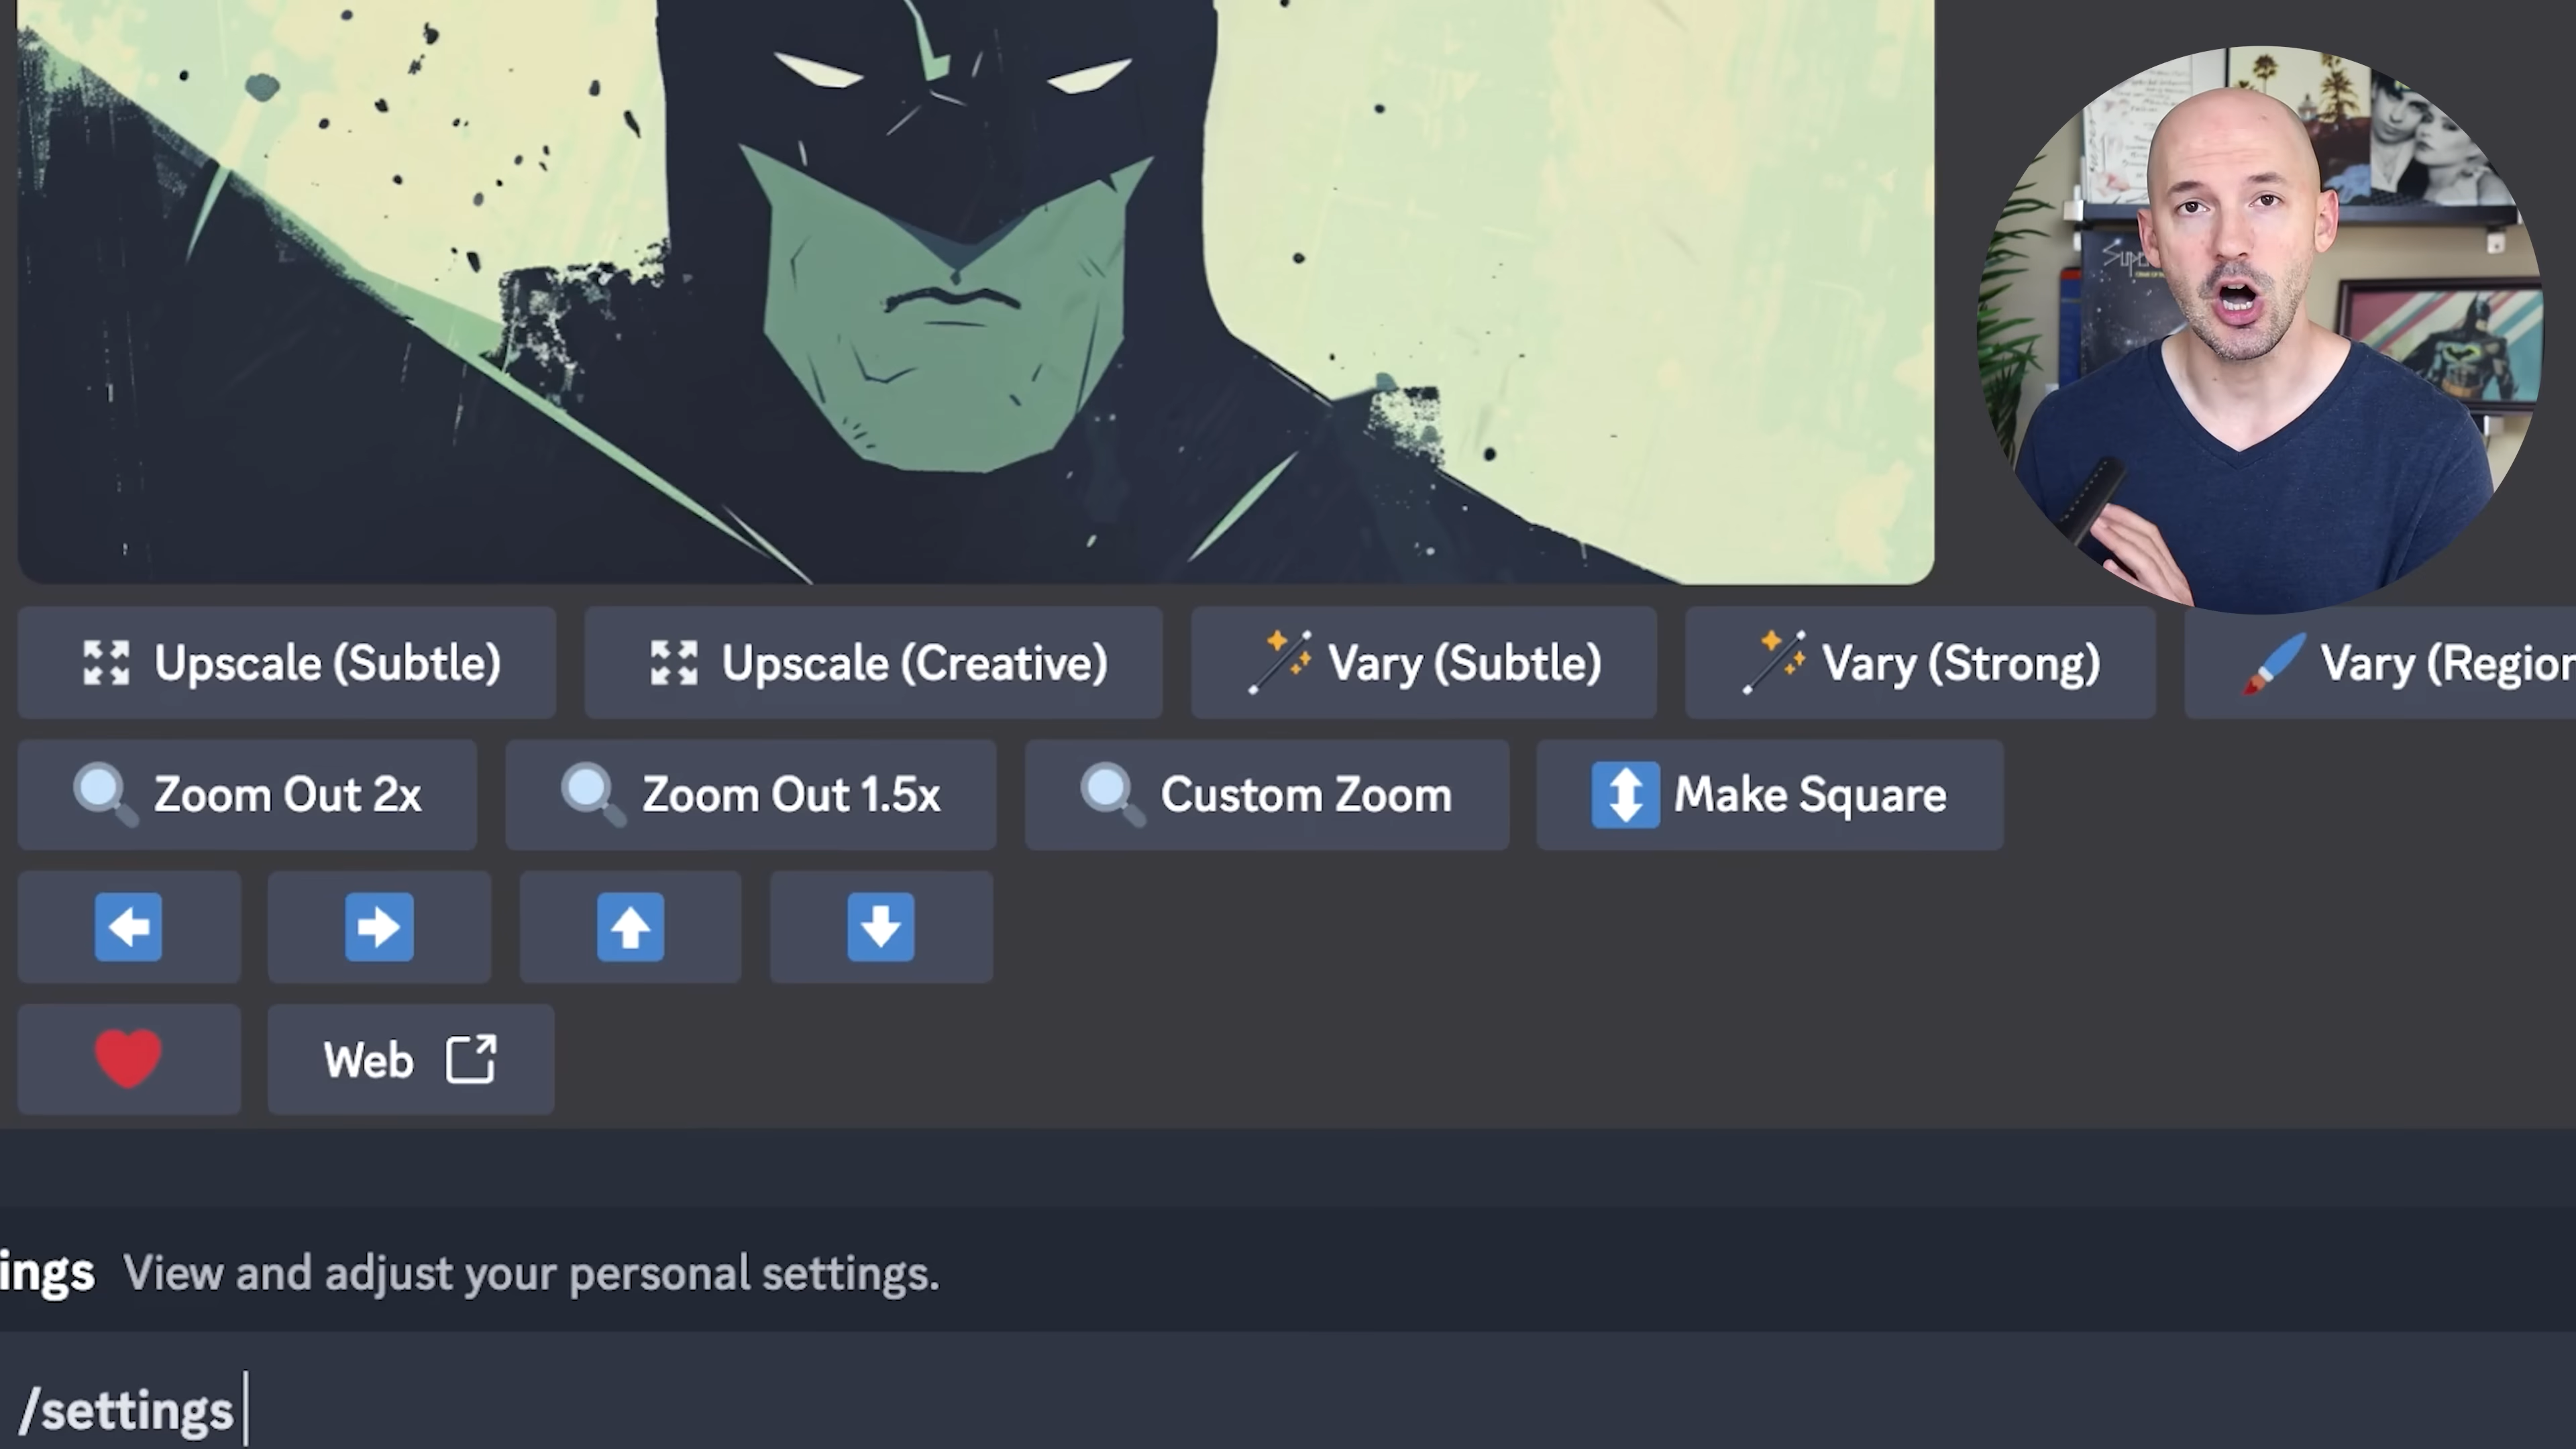 Upscale (Subtle)
Upscale (Creative)
Vary (Subtle)
Vary (Strong)
Vary (Region
Zoom Out 2x
Zoom Out 1.5x
Custom Zoom
Make Square
Web
ings View and adjust your personal settings.
/settings